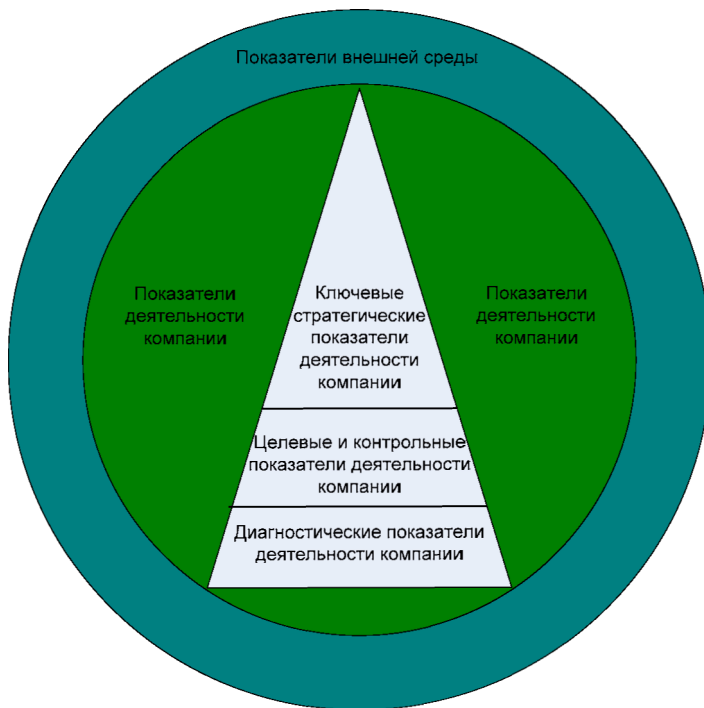 Показатели внешней среды
Показатели
деятельности
компании
Ключевые
стратегические
показатели
деятельности
компании
Показатели
деятельности
компании
Целевые и контрольные
показатели деятельности
компании
Диагностические показатели
деятельности компании